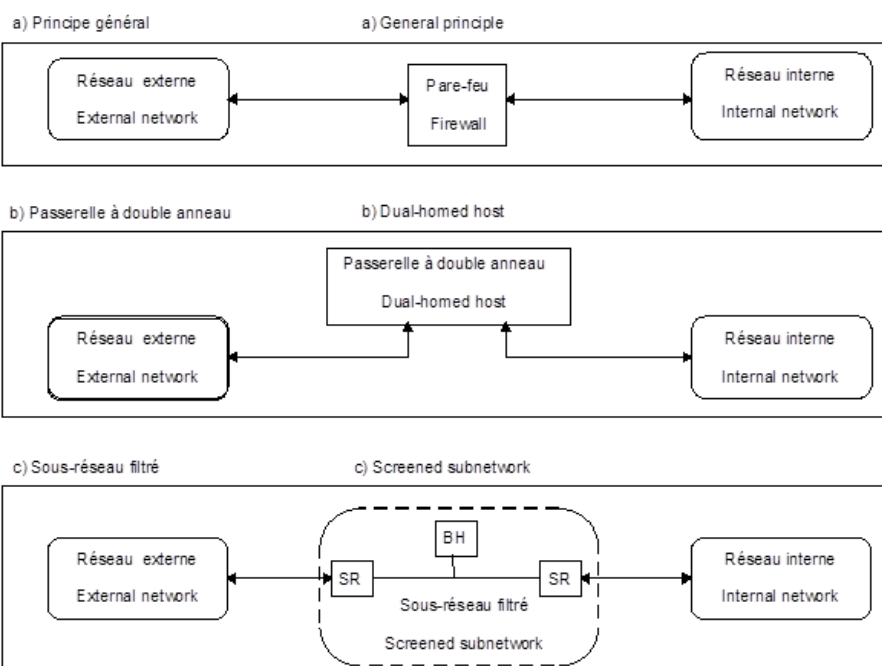 a) Principe général a) General principle
Réseau externe
External network
Pare-feu
Firewall
Réseau interne
Internal network
b) Passerelle à double anneau b) Dual-homed host
Passerelle à double anneau
Dual-homed host
Réseau externe
External network
Réseau interne
Internal network
c) Sous-réseau filtré c) Screened subnetwork
Réseau externe
External network
BH
SR
SR
Sous-réseau filtré
Screened subnetwork
Réseau interne
Internal network